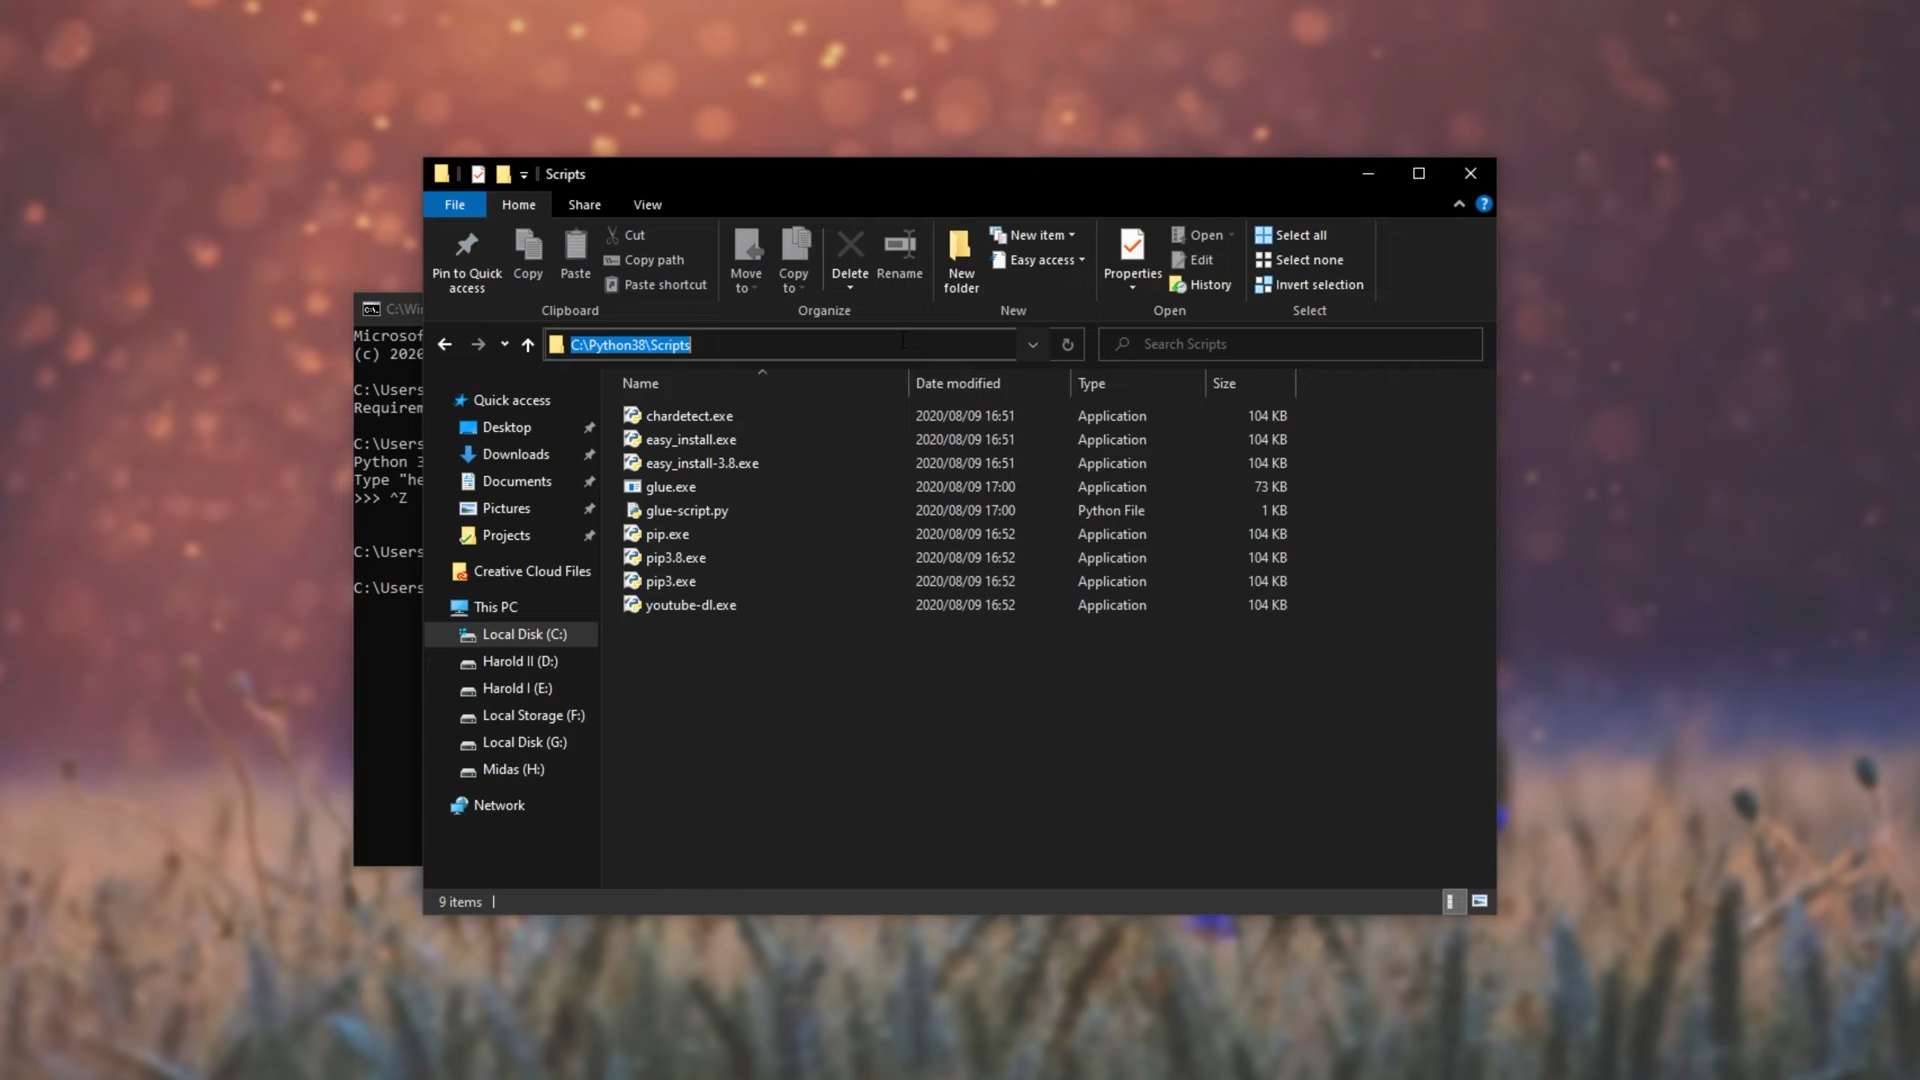 Scripts
File Home Share View
Pin to Quick access
Copy
Paste
Cut
Copy path
Paste shortcut
Clipboard
Move to
Copy to
Delete
Rename
Organize
New folder
New item
Easy access
New
Properties
Open
Edit
History
Open
Select all
Select none
Invert selection
Select
C:\Python38\Scripts
Search Scripts
Quick access
Desktop
Downloads
Documents
Pictures
Projects
Creative Cloud Files
This PC
Local Disk (C:)
Harold II (D:)
Harold I (E:)
Local Storage (F:)
Local Disk (G:)
Midas (H:)
Network
Name Date modified Type Size
chardetect.exe 2020/08/09 16:51 Application 104 KB
easy_install.exe 2020/08/09 16:51 Application 104 KB
easy_install-3.8.exe 2020/08/09 16:51 Application 104 KB
glue.exe 2020/08/09 17:00 Application 73 KB
glue-script.py 2020/08/09 17:00 Python File 1 KB
pip.exe 2020/08/09 16:52 Application 104 KB
pip3.8.exe 2020/08/09 16:52 Application 104 KB
pip3.exe 2020/08/09 16:52 Application 104 KB
youtube-dl.exe 2020/08/09 16:52 Application 104 KB
9 items
C:\Wi
Microsof
(c) 2020
C:\Users
Requirem
C:\Users
Python 3
Type "he
>>> ^Z
C:\Users
C:\Users